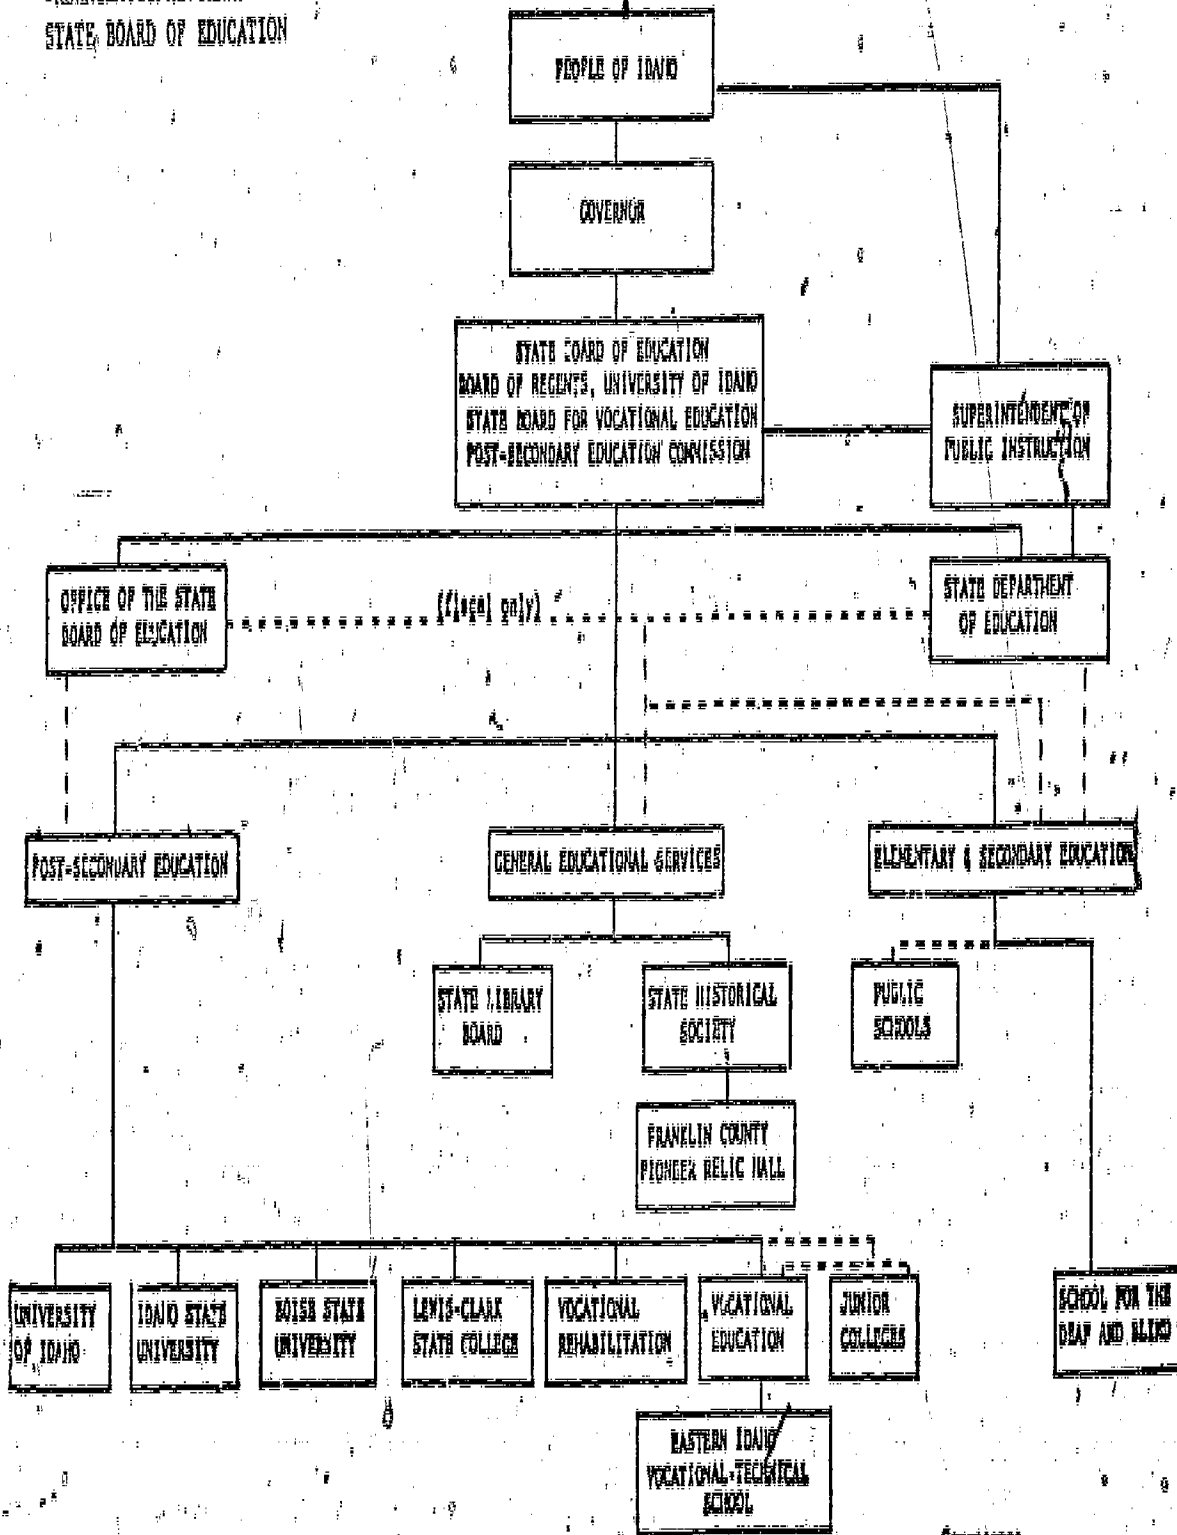 STATE BOARD OF EDUCATION
PEOPLE OF IDAHO
GOVERNOR
STATE BOARD OF EDUCATION
BOARD OF REGENTS, UNIVERSITY OF IDAHO
STATE BOARD FOR VOCATIONAL EDUCATION
POST-SECONDARY EDUCATION COMMISSION
SUPERINTENDENT OF
PUBLIC INSTRUCTION
OFFICE OF THE STATE
BOARD OF EDUCATION
(fiscal only)
STATE DEPARTMENT
OF EDUCATION
POST-SECONDARY EDUCATION
GENERAL EDUCATIONAL SERVICES
ELEMENTARY & SECONDARY EDUCATION
STATE LIBRARY
BOARD
STATE HISTORICAL
SOCIETY
PUBLIC
SCHOOLS
FRANKLIN COUNTY
PIONEER RELIC HALL
UNIVERSITY
OF IDAHO
IDAHO STATE
UNIVERSITY
BOISE STATE
UNIVERSITY
LEWIS-CLARK
STATE COLLEGE
VOCATIONAL
REHABILITATION
VOCATIONAL
EDUCATION
JUNIOR
COLLEGES
SCHOOL FOR THE
DEAF AND BLIND
EASTERN IDAHO
VOCATIONAL-TECHNICAL
SCHOOL